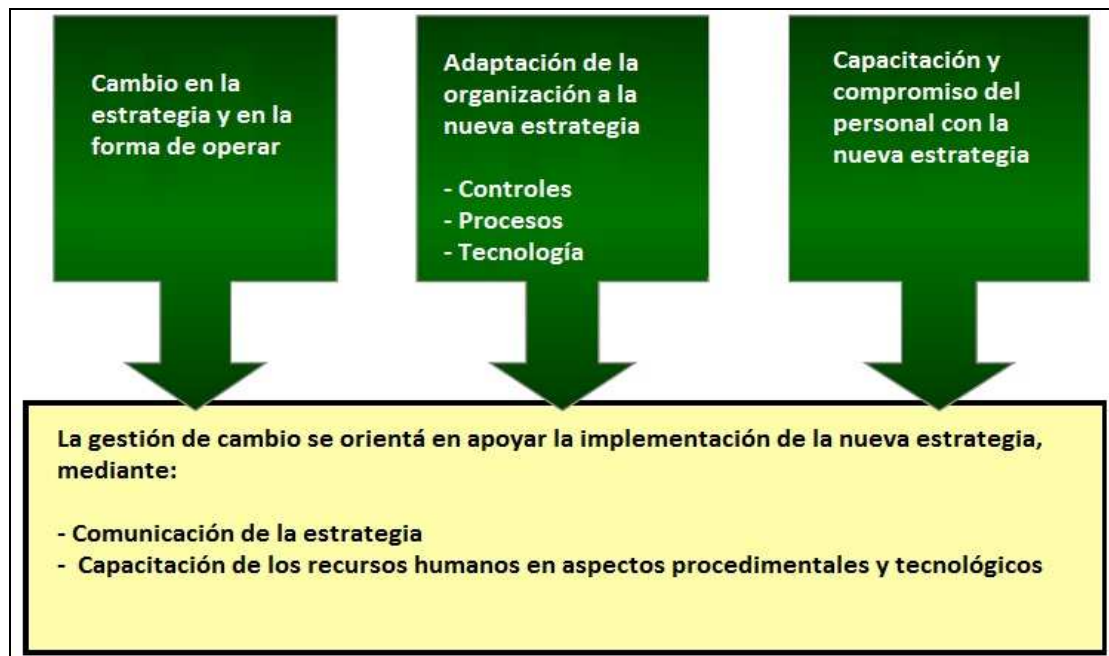 Cambio en la
estrategia y en la
forma de operar
Adaptación de la
organización a la
nueva estrategia
- Controles
- Procesos
- Tecnología
Capacitación y
compromiso del
personal con la
nueva estrategia
La gestión de cambio se orientá en apoyar la implementación de la nueva estrategia,
mediante:
- Comunicación de la estrategia
- Capacitación de los recursos humanos en aspectos procedimentales y tecnológicos